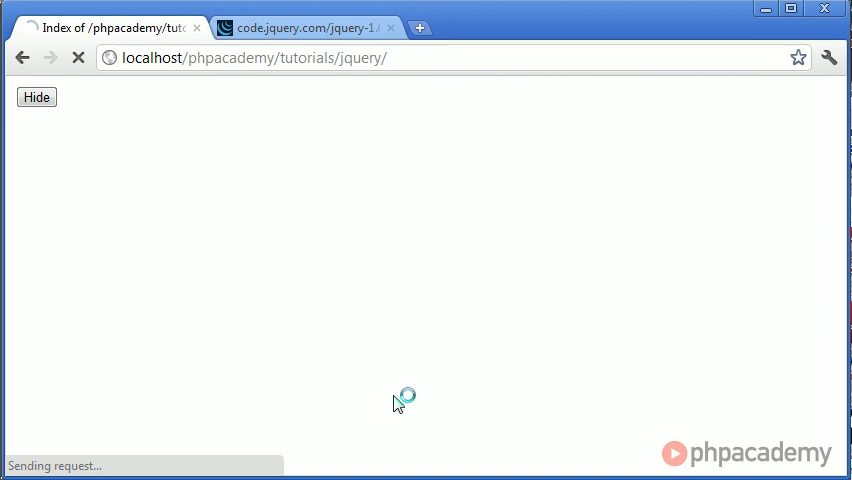 Index of /phpacademy/tuto
code.jquery.com/jquery-1.
localhost/phpacademy/tutorials/jquery/
Hide
Sending request...
phpacademy